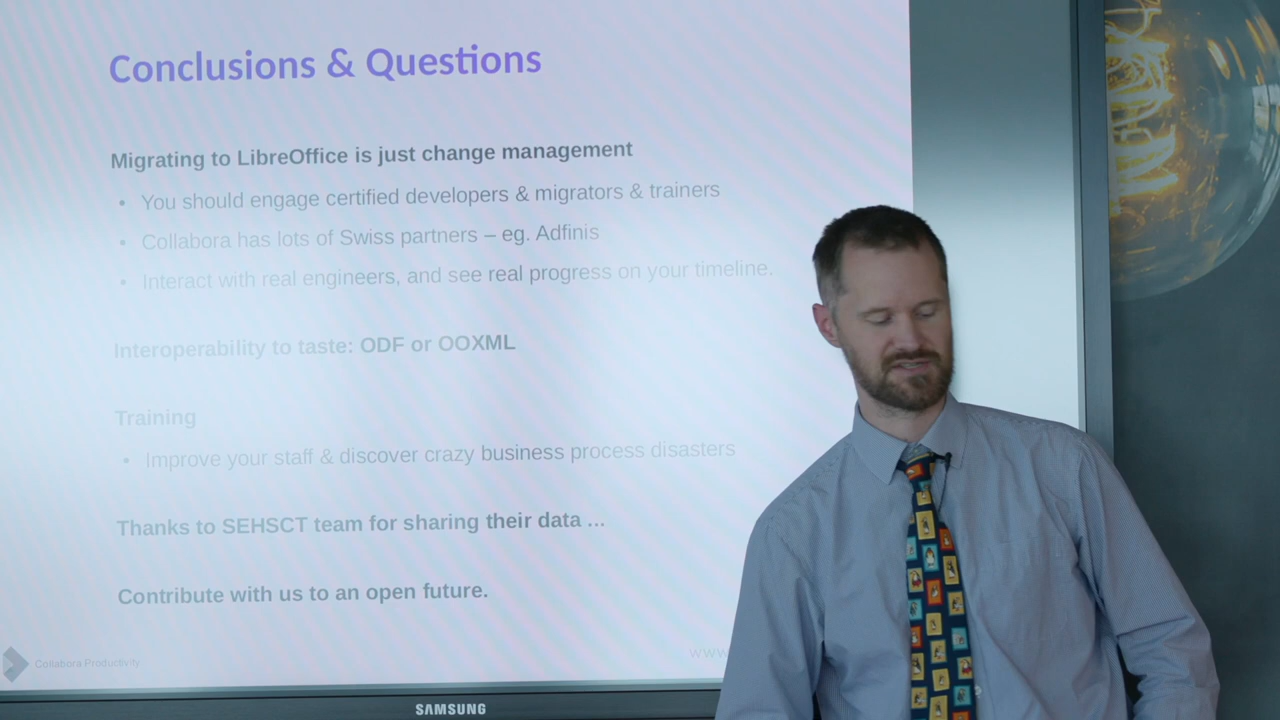 Conclusions & Questions
Migrating to LibreOffice is just change management
• You should engage certified developers & migrators & trainers
• Collabora has lots of Swiss partners – eg. Adfinis
• Interact with real engineers, and see real progress on your timeline.
Interoperability to taste: ODF or OOXML
Training
• Improve your staff & discover crazy business process disasters
Thanks to SEHSCT team for sharing their data ...
Contribute with us to an open future.
Collabora Productivity
www.
SAMSUNG